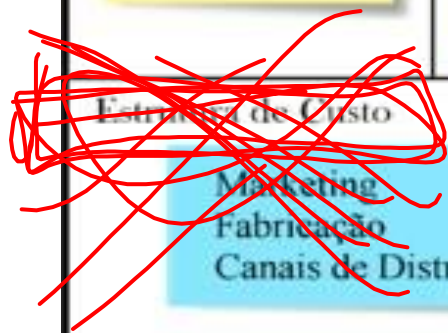 Estrutura de Custo
Marketing
Fabricação
Canais de Distr